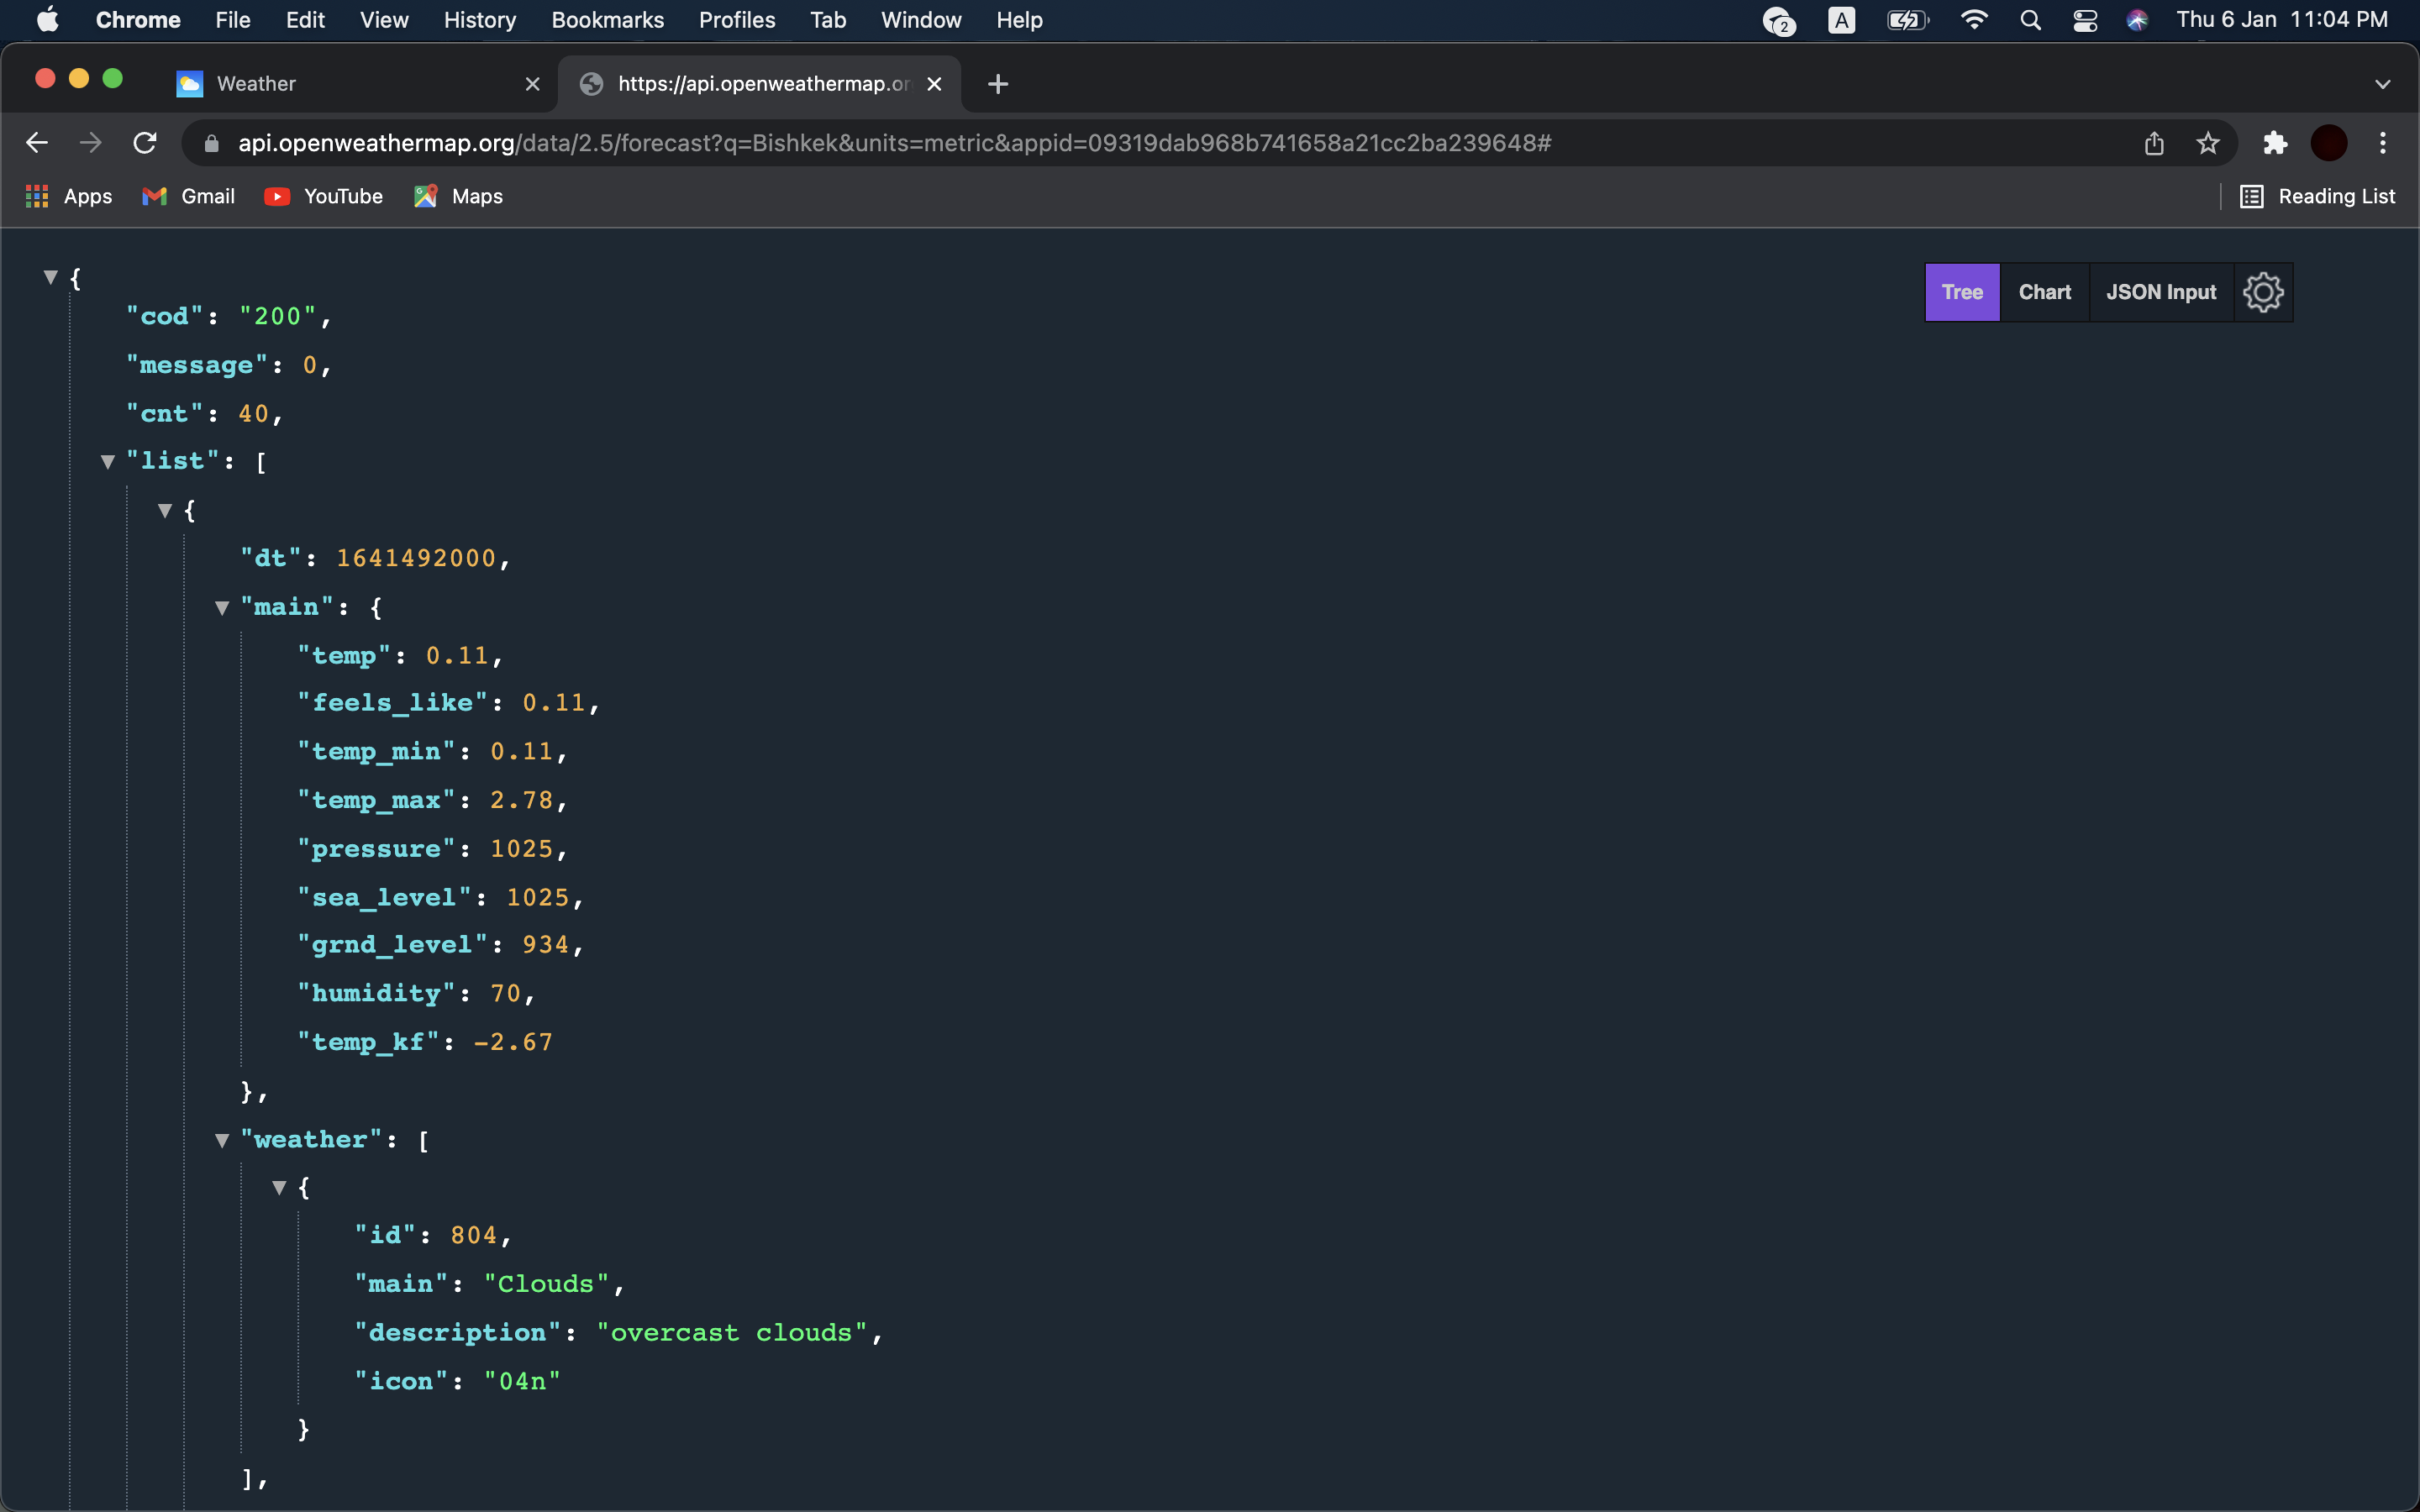 Chrome File Edit View History Bookmarks Profiles Tab Window Help 2 A Thu 6 Jan 11:04 PM
Weather https://api.openweathermap.or
api.openweathermap.org/data/2.5/forecast?q=Bishkek&units=metric&appid=09319dab968b741658a21cc2ba239648#
Apps Gmail YouTube Maps Reading List
Tree Chart JSON Input
{
"cod": "200",
"message": 0,
"cnt": 40,
"list": [
{
"dt": 1641492000,
"main": {
"temp": 0.11,
"feels_like": 0.11,
"temp_min": 0.11,
"temp_max": 2.78,
"pressure": 1025,
"sea_level": 1025,
"grnd_level": 934,
"humidity": 70,
"temp_kf": -2.67
},
"weather": [
{
"id": 804,
"main": "Clouds",
"description": "overcast clouds",
"icon": "04n"
}
],